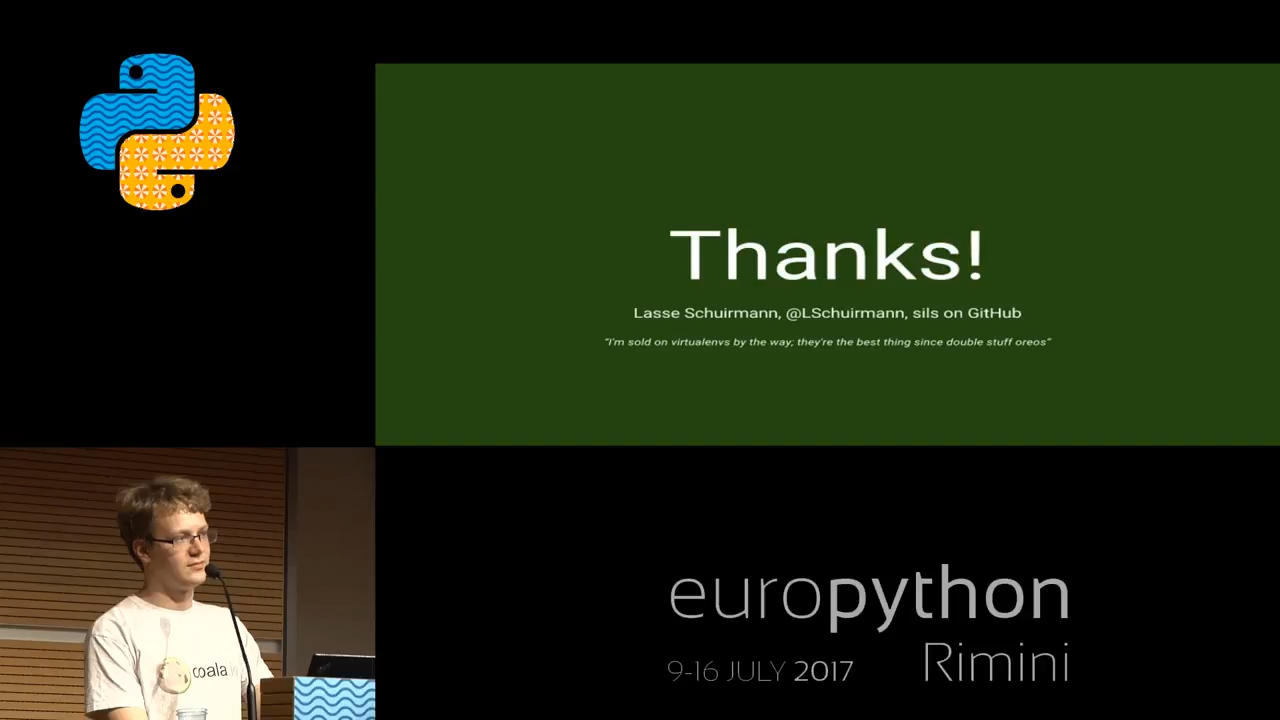 Thanks!
Lasse Schuirmann, @LSchuirmann, sils on GitHub
"I'm sold on virtualenvs by the way; they're the best thing since double stuff oreos"
coala.io
europython
Rimini
9-16 JULY 2017